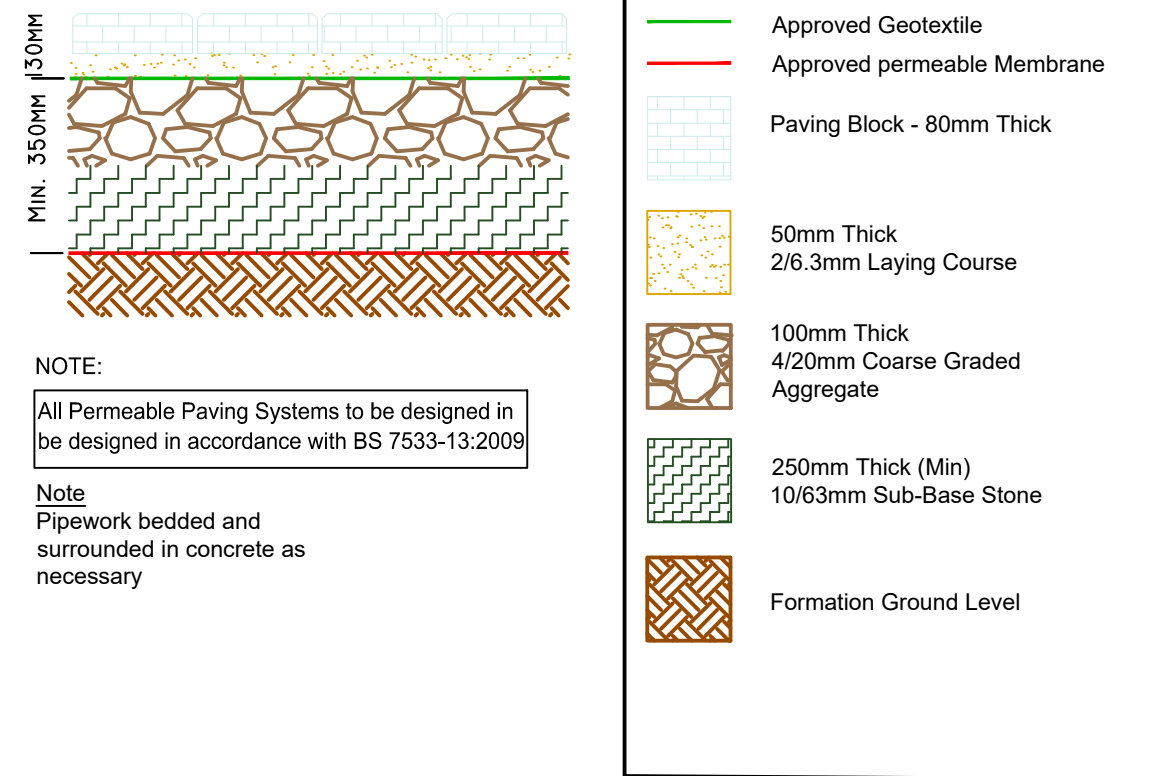 130MM
MIN. 350MM
NOTE:
All Permeable Paving Systems to be designed in
be designed in accordance with BS 7533-13:2009
Note
Pipework bedded and
surrounded in concrete as
necessary
Approved Geotextile
Approved permeable Membrane
Paving Block - 80mm Thick
50mm Thick
2/6.3mm Laying Course
100mm Thick
4/20mm Coarse Graded
Aggregate
250mm Thick (Min)
10/63mm Sub-Base Stone
Formation Ground Level